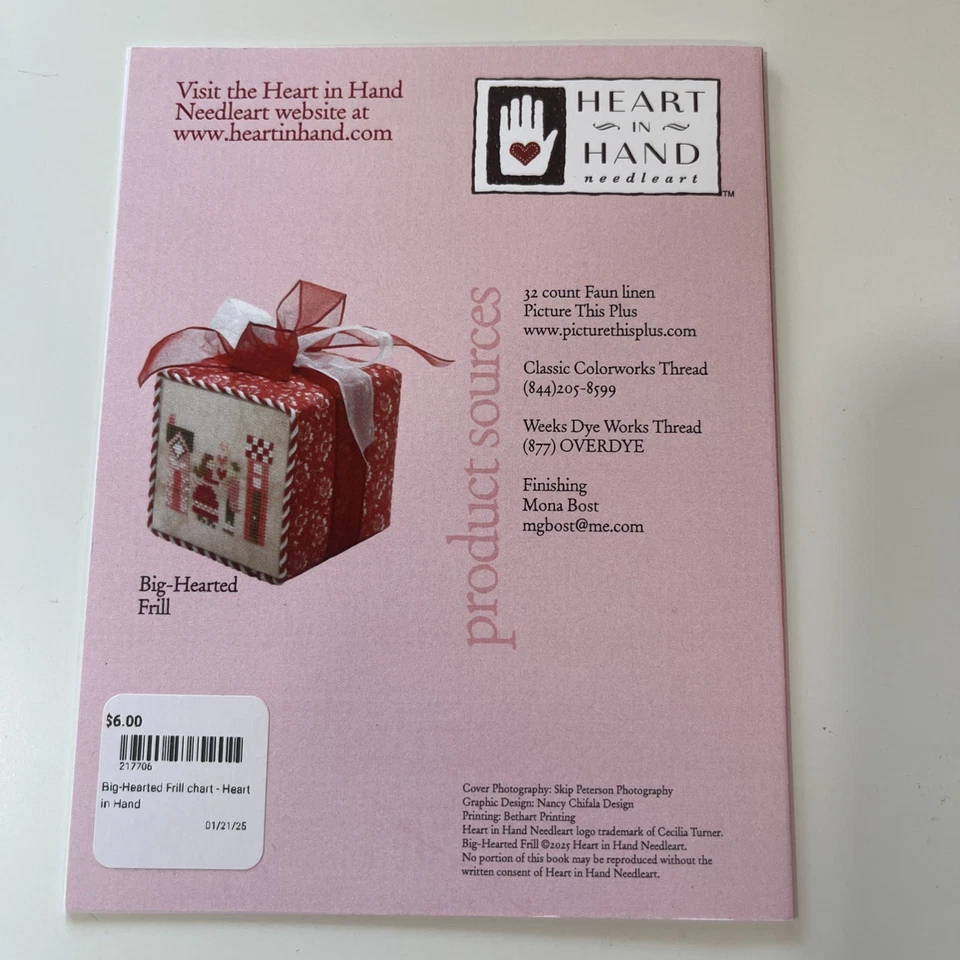 Visit the Heart in Hand
Needleart website at
www.heartinhand.com
HEART
IN
HAND
needleart
TM
product sources
32 count Faun linen
Picture This Plus
www.picturethisplus.com
Classic Colorworks Thread
(844)205-8599
Weeks Dye Works Thread
(877) OVERDYE
Finishing
Mona Bost
mgbost@me.com
Big-Hearted
Frill
$6.00
217706
Big-Hearted Frill chart - Heart
in Hand
01/21/25
Cover Photography: Skip Peterson Photography
Graphic Design: Nancy Chifala Design
Printing: Bethart Printing
Heart in Hand Needleart logo trademark of Cecilia Turner.
Big-Hearted Frill ©2025 Heart in Hand Needleart.
No portion of this book may be reproduced without the
written consent of Heart in Hand Needleart.